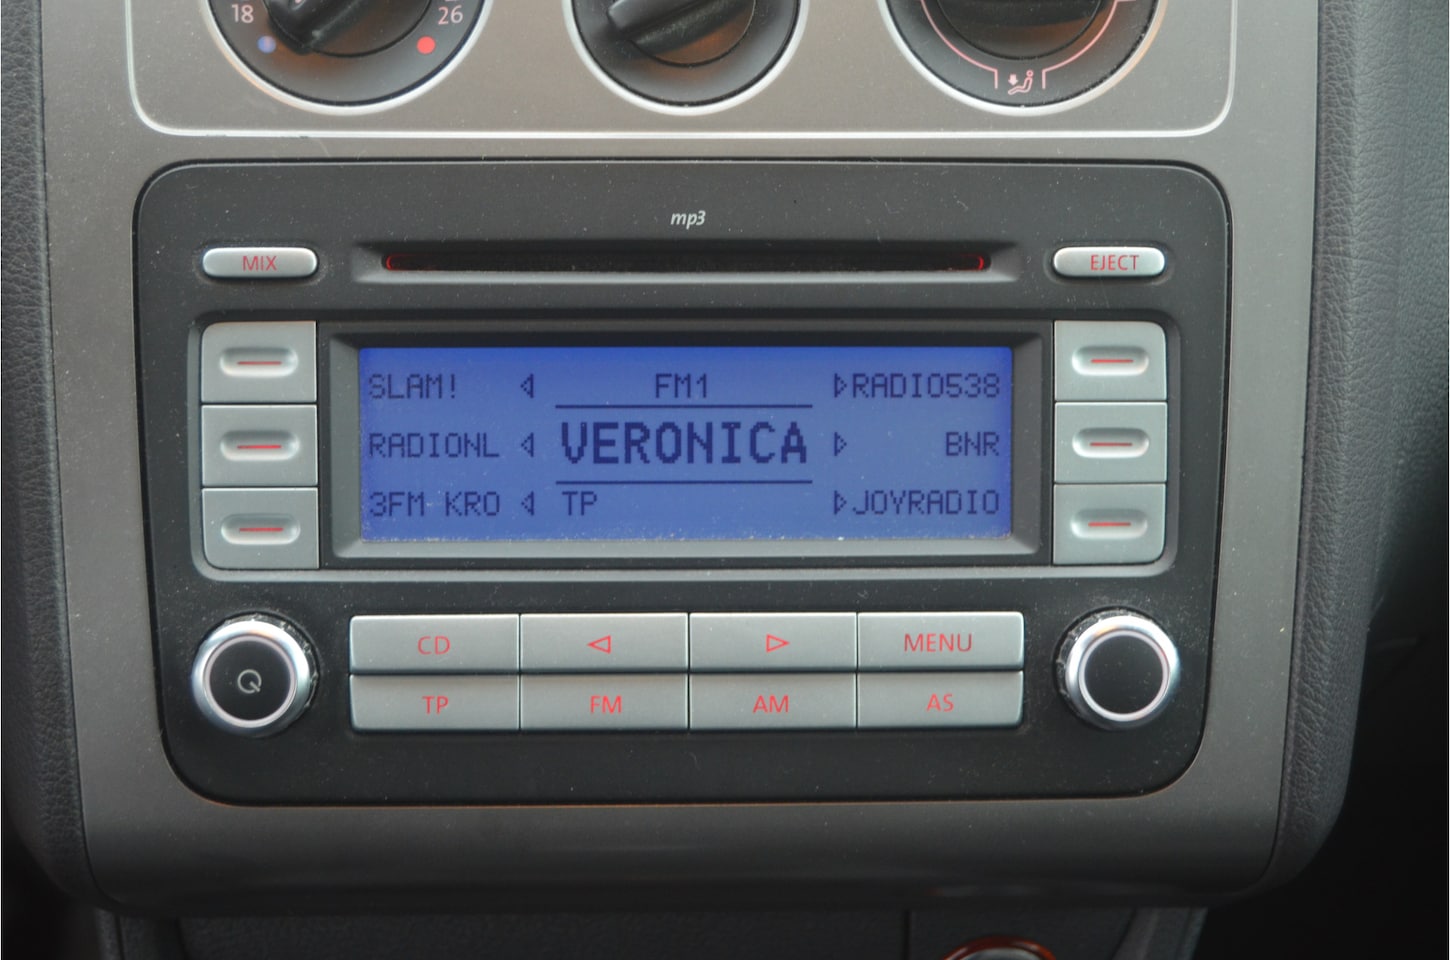 18 26
mp3
MIX EJECT
SLAM! FM1 RADIO538
RADIONL VERONICA BNR
3FM KRO TP JOYRADIO
CD MENU
TP FM AM AS